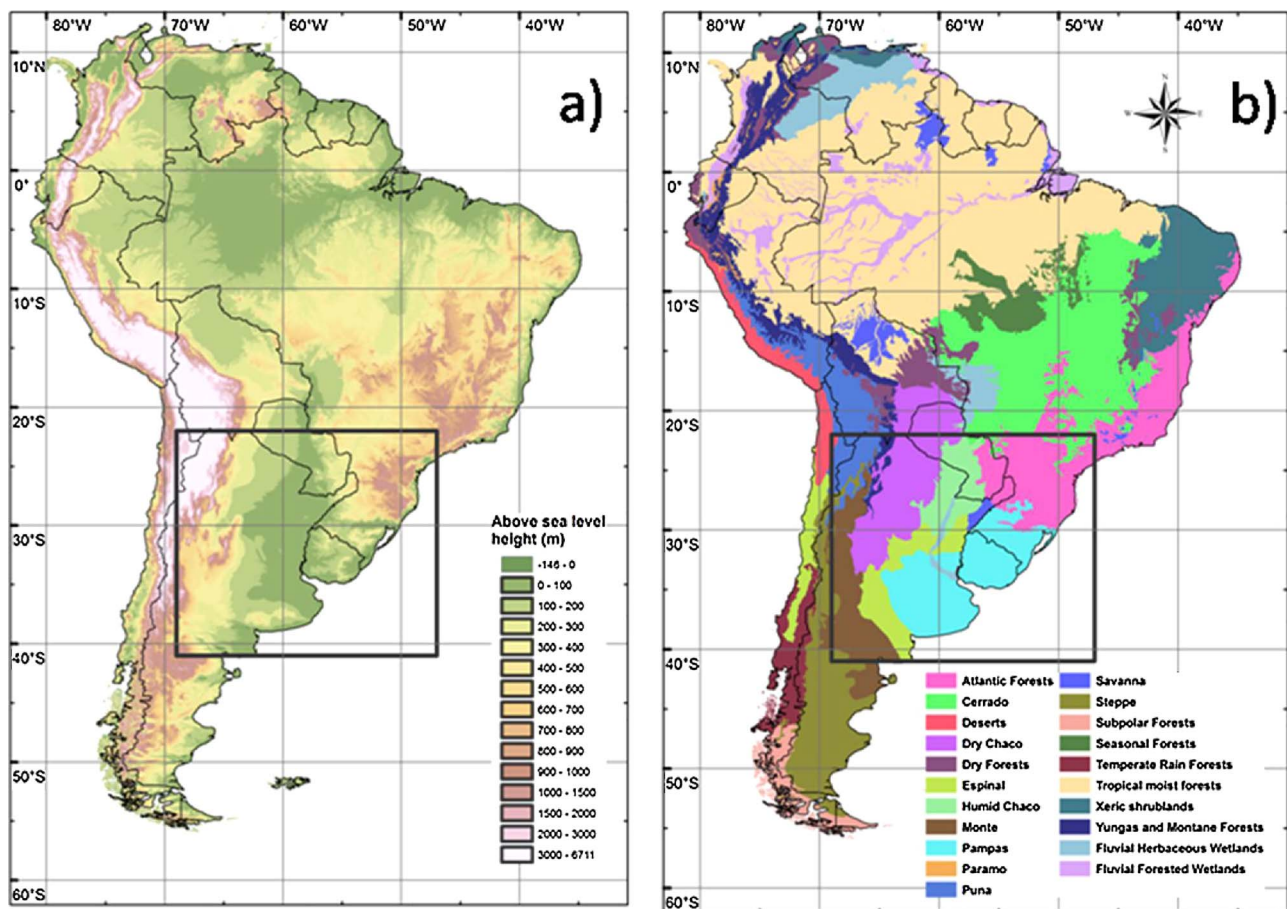 80°W 70°W 60°W 50°W 40°W
10°N
0°
10°S
20°S
30°S
40°S
50°S
60°S
a)
Above sea level
height (m)
-146 - 0
0 - 100
100 - 200
200 - 300
300 - 400
400 - 500
500 - 600
600 - 700
700 - 800
800 - 900
900 - 1000
1000 - 1500
1500 - 2000
2000 - 3000
3000 - 6711
80°W 70°W 60°W 50°W 40°W
10°N
0°
10°S
20°S
30°S
40°S
50°S
60°S
b)
N
W E
S
Atlantic Forests
Cerrado
Deserts
Dry Chaco
Dry Forests
Espinal
Humid Chaco
Monte
Pampas
Paramo
Puna
Savanna
Steppe
Subpolar Forests
Seasonal Forests
Temperate Rain Forests
Tropical moist forests
Xeric shrublands
Yungas and Montane Forests
Fluvial Herbaceous Wetlands
Fluvial Forested Wetlands